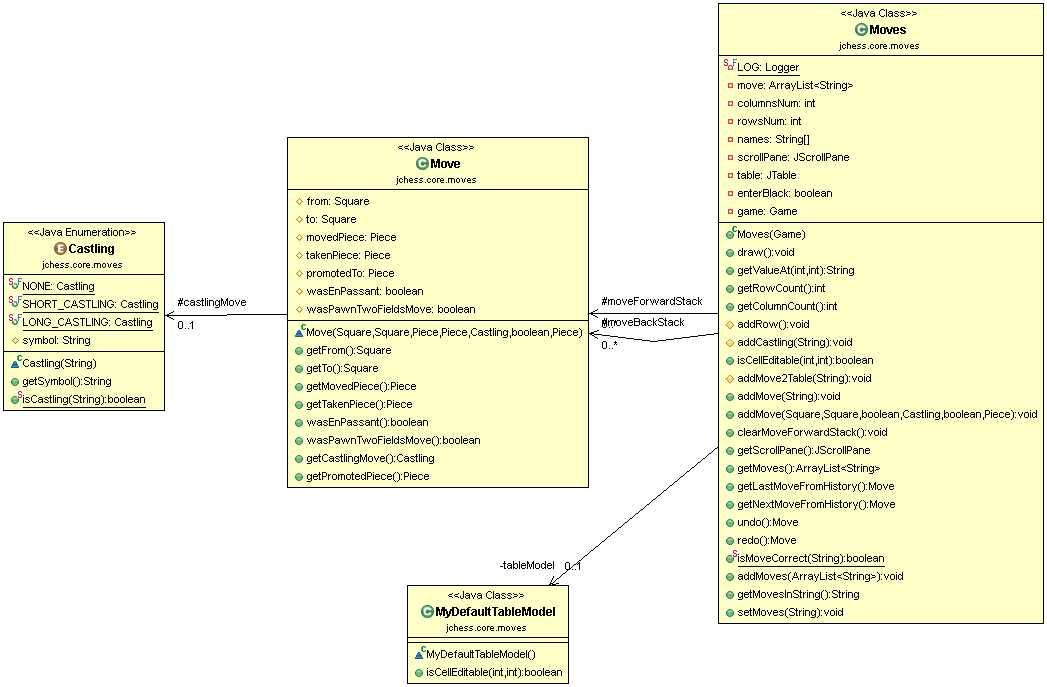 <<Java Class>>
Moves
jchess.core.moves
LOG: Logger
move: ArrayList<String>
columnsNum: int
rowsNum: int
names: String[]
scrollPane: JScrollPane
table: JTable
enterBlack: boolean
game: Game
Moves(Game)
draw():void
getValueAt(int,int):String
getRowCount():int
getColumnCount():int
addRow():void
addCastling(String):void
isCellEditable(int,int):boolean
addMove2Table(String):void
addMove(String):void
addMove(Square,Square,boolean,Castling,boolean,Piece):void
clearMoveForwardStack():void
getScrollPane():JScrollPane
getMoves():ArrayList<String>
getLastMoveFromHistory():Move
getNextMoveFromHistory():Move
undo():Move
redo():Move
isMoveCorrect(String):boolean
addMoves(ArrayList<String>):void
getMovesInString():String
setMoves(String):void
<<Java Class>>
Move
jchess.core.moves
from: Square
to: Square
movedPiece: Piece
takenPiece: Piece
promotedTo: Piece
wasEnPassant: boolean
wasPawnTwoFieldsMove: boolean
Move(Square,Square,Piece,Piece,Castling,boolean,Piece)
getFrom():Square
getTo():Square
getMovedPiece():Piece
getTakenPiece():Piece
wasEnPassant():boolean
wasPawnTwoFieldsMove():boolean
getCastlingMove():Castling
getPromotedPiece():Piece
<<Java Enumeration>>
Castling
jchess.core.moves
NONE: Castling
SHORT_CASTLING: Castling
LONG_CASTLING: Castling
symbol: String
Castling(String)
getSymbol():String
isCastling(String):boolean
#castlingMove
0..1
#moveForwardStack
#moveBackStack
0..*
-tableModel 0..1
<<Java Class>>
MyDefaultTableModel
jchess.core.moves
MyDefaultTableModel()
isCellEditable(int,int):boolean